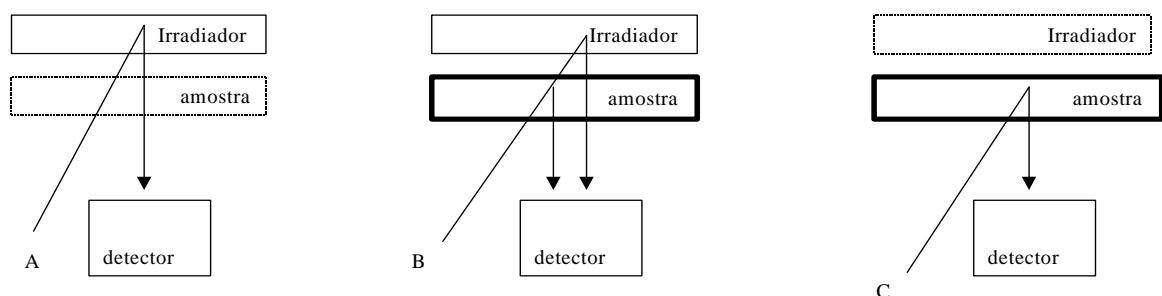 Irradiador
amostra
detector
A
Irradiador
amostra
detector
B
Irradiador
amostra
detector
C